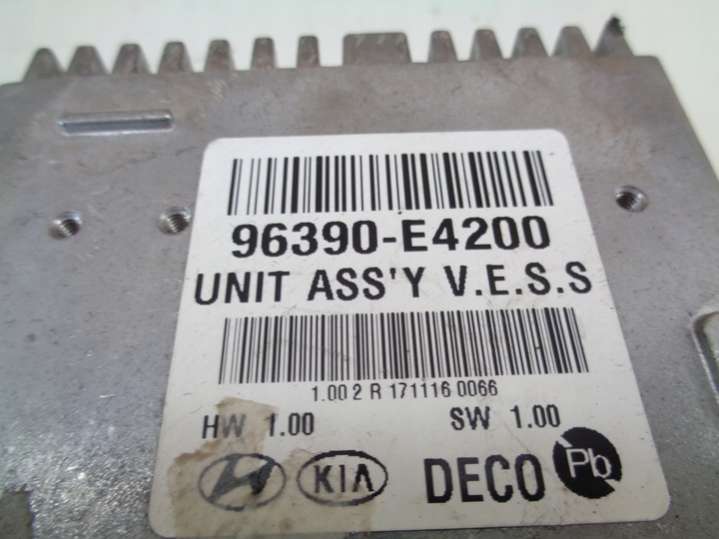 96390-E4200
UNIT ASS'Y V.E.S.S
1.00 2 R 171116 0066
HW 1.00 SW 1.00
KIA DECO Pb